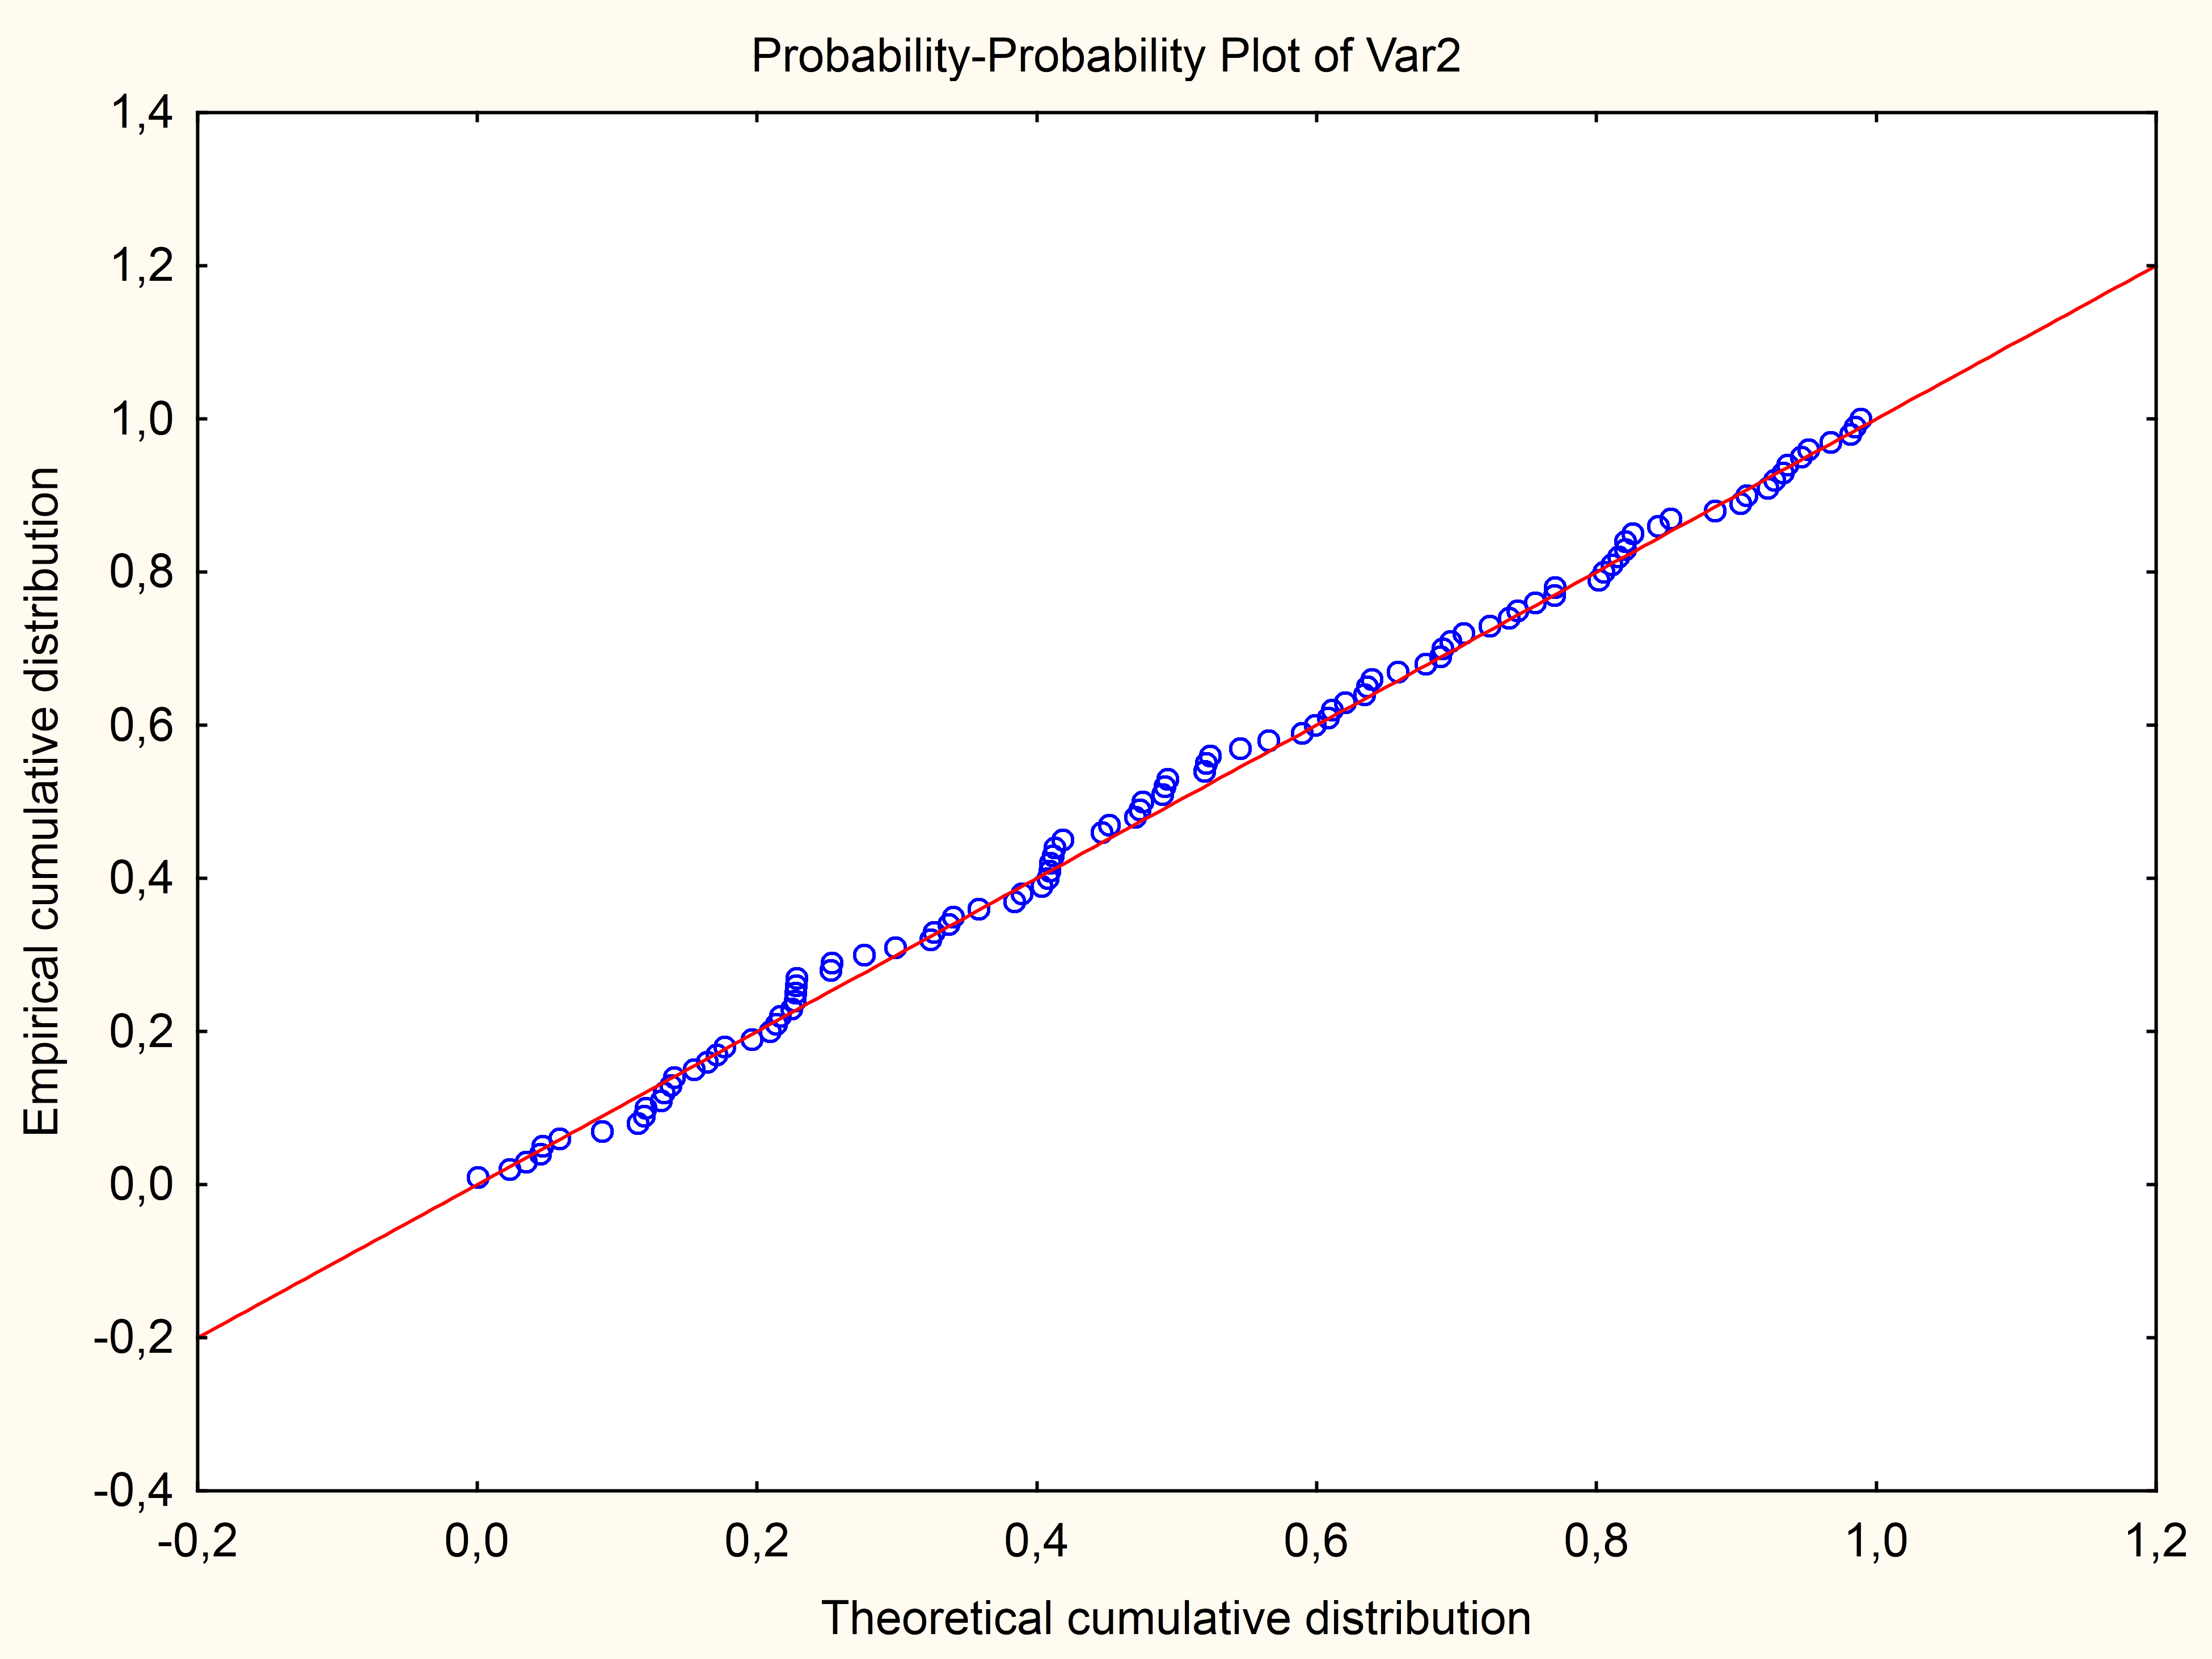 Probability-Probability Plot of Var2
1,4
1,2
1,0
0,8
0,6
0,4
0,2
0,0
-0,2
-0,4
Empirical cumulative distribution
-0,2 0,0 0,2 0,4 0,6 0,8 1,0 1,2
Theoretical cumulative distribution